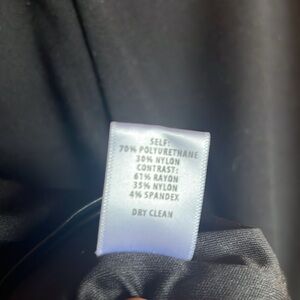 SELF:
70% POLYURETHANE
30% NYLON
CONTRAST:
61% RAYON
35% NYLON
4% SPANDEX
DRY CLEAN